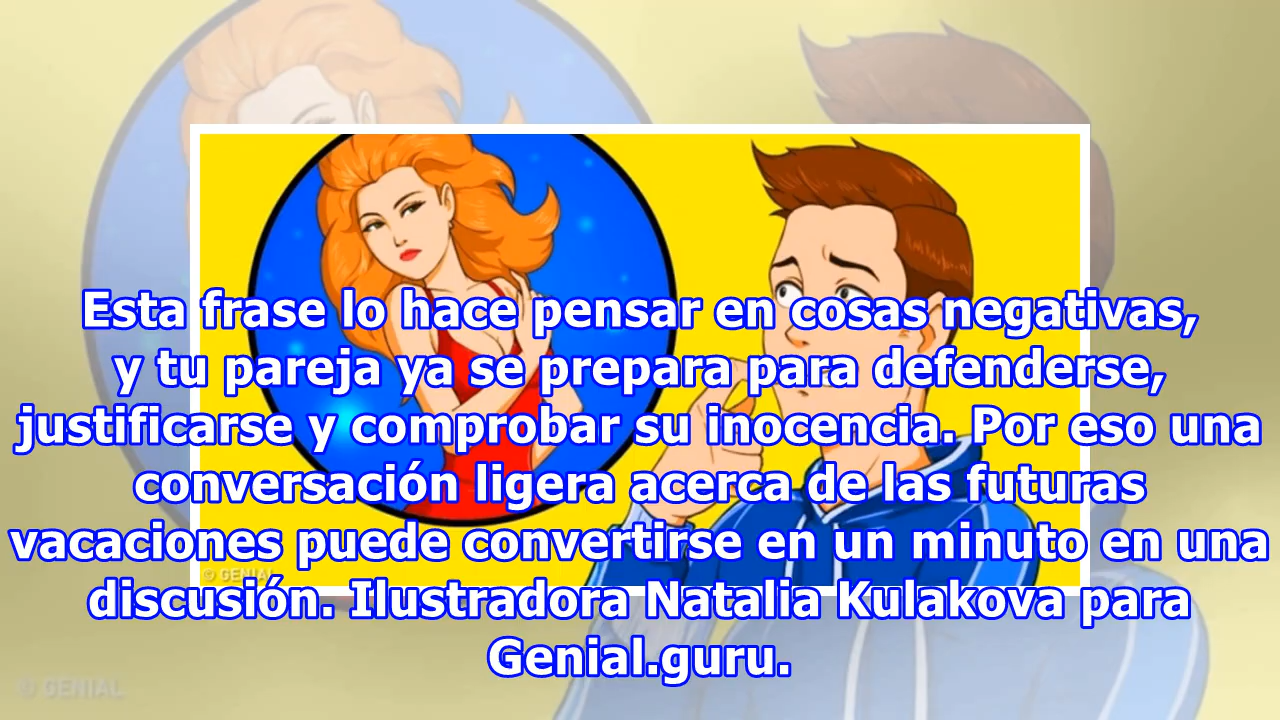 Esta frase lo hace pensar en cosas negativas,
y tu pareja ya se prepara para defenderse,
justificarse y comprobar su inocencia. Por eso una
conversación ligera acerca de las futuras
vacaciones puede convertirse en un minuto en una
© GENIAL
discusión. Ilustradora Natalia Kulakova para
Genial.guru.
© GENIAL